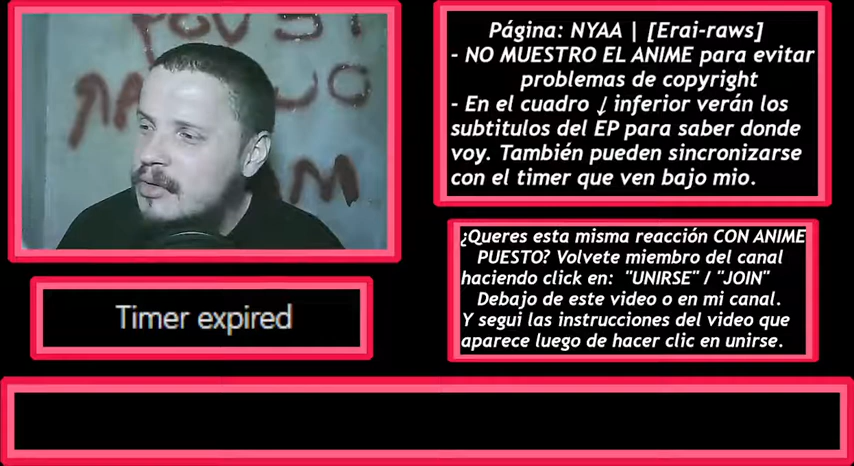 Página: NYAA | [Erai-raws]
- NO MUESTRO EL ANIME para evitar
problemas de copyright
- En el cuadro ↓ inferior verán los
subtitulos del EP para saber donde
voy. También pueden sincronizarse
con el timer que ven bajo mio.
¿Queres esta misma reacción CON ANIME
PUESTO? Volvete miembro del canal
haciendo click en: "UNIRSE" / "JOIN"
Debajo de este video o en mi canal.
Y segui las instrucciones del video que
aparece luego de hacer clic en unirse.
Timer expired